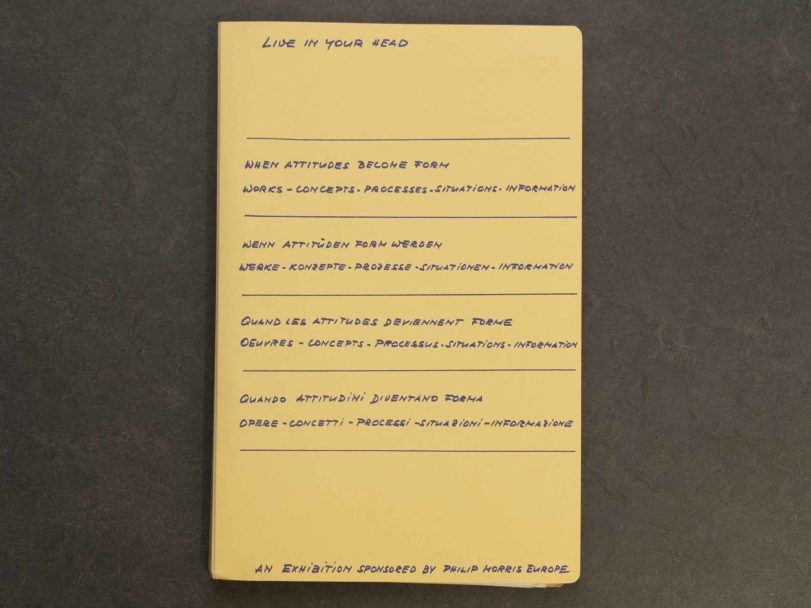 LIVE IN YOUR HEAD
WHEN ATTITUDES BECOME FORM
WORKS - CONCEPTS - PROCESSES - SITUATIONS - INFORMATION
WENN ATTITÜDEN FORM WERDEN
WERKE - KONZEPTE - PROZESSE - SITUATIONEN - INFORMATION
QUAND LES ATTITUDES DEVIENNENT FORME
OEUVRES - CONCEPTS - PROCESSUS - SITUATIONS - INFORMATION
QUANDO ATTITUDINI DIVENTANO FORMA
OPERE - CONCETTI - PROCESSI - SITUAZIONI - INFORMAZIONE
AN EXHIBITION SPONSORED BY PHILIP MORRIS EUROPE